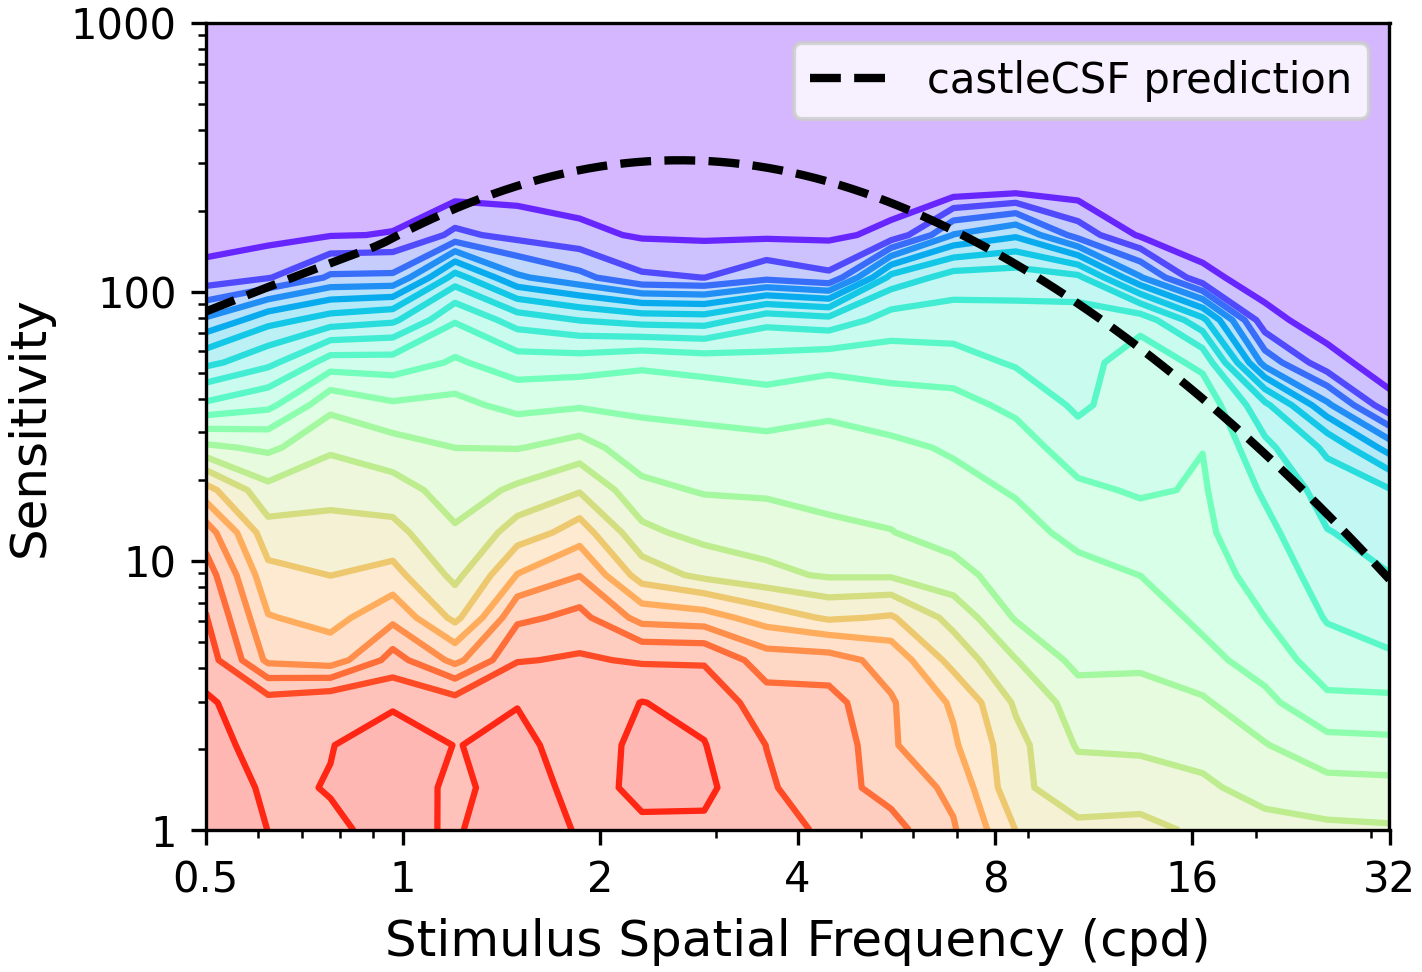 1000
100
10
1
Sensitivity
castleCSF prediction
0.5 1 2 4 8 16 32
Stimulus Spatial Frequency (cpd)